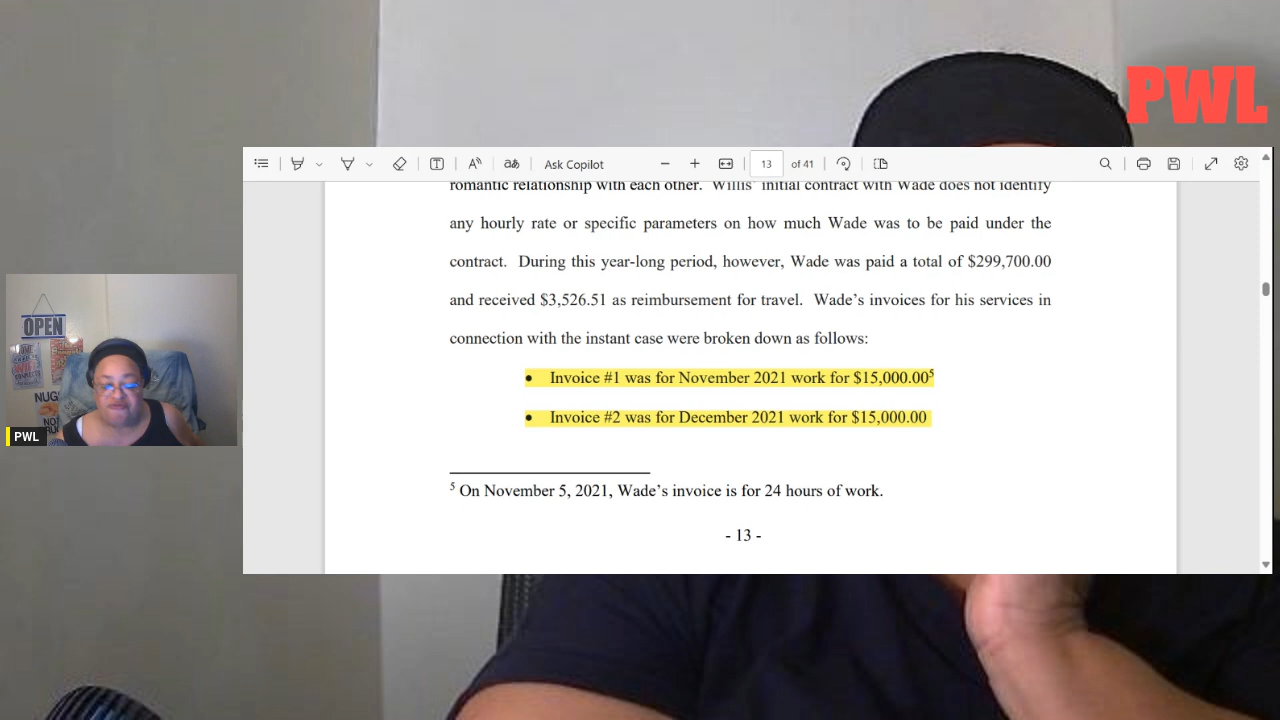 PWL
Ask Copilot
13
of 41
romantic relationship with each other. Willis' initial contract with Wade does not identify
any hourly rate or specific parameters on how much Wade was to be paid under the
contract. During this year-long period, however, Wade was paid a total of $299,700.00
and received $3,526.51 as reimbursement for travel. Wade's invoices for his services in
connection with the instant case were broken down as follows:
• Invoice #1 was for November 2021 work for $15,000.00⁵
• Invoice #2 was for December 2021 work for $15,000.00
⁵ On November 5, 2021, Wade's invoice is for 24 hours of work.
- 13 -
OPEN
NUGS
PWL